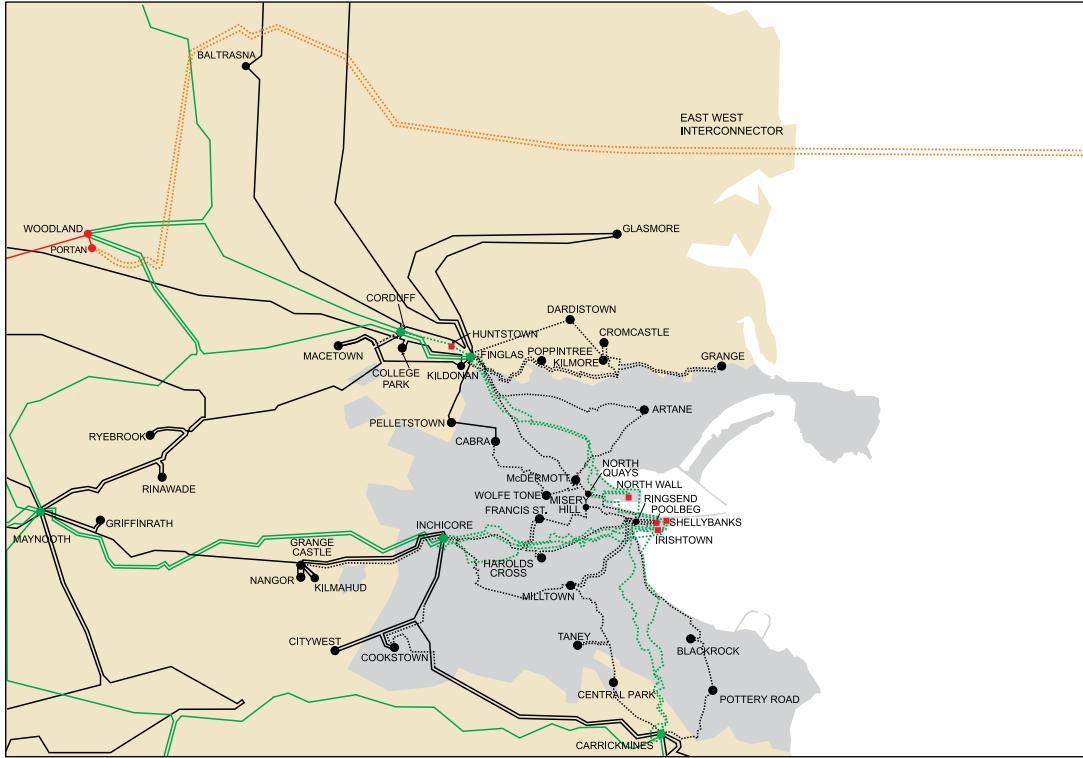 BALTRASNA
EAST WEST
INTERCONNECTOR
WOODLAND
PORTAN
GLASMORE
CORDUFF
DARDISTOWN
HUNTSTOWN
CROMCASTLE
MACETOWN
FINGLAS
POPPINTREE
KILMORE
GRANGE
COLLEGE
PARK
KILDONAN
ARTANE
PELLETSTOWN
RYEBROOK
CABRA
NORTH
QUAYS
McDERMOTT
NORTH WALL
RINAWADE
WOLFE TONE
MISERY
HILL
RINGSEND
POOLBEG
FRANCIS ST.
SHELLYBANKS
GRIFFINRATH
INCHICORE
IRISHTOWN
MAYNOOTH
GRANGE
CASTLE
HAROLDS
CROSS
NANGOR
KILMAHUD
MILLTOWN
CITYWEST
COOKSTOWN
TANEY
BLACKROCK
CENTRAL PARK
POTTERY ROAD
CARRICKMINES